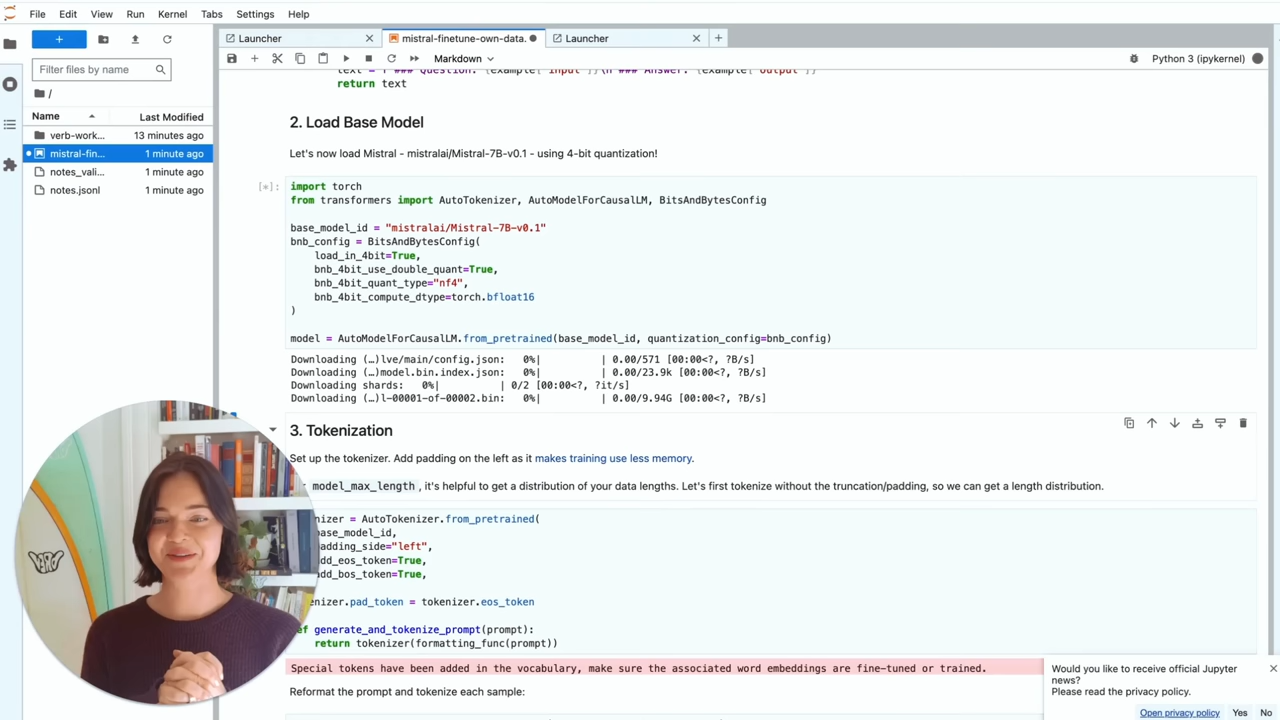 File Edit View Run Kernel Tabs Settings Help
Filter files by name
/
Name Last Modified
verb-work... 13 minutes ago
mistral-fin... 1 minute ago
notes_vali... 1 minute ago
notes.jsonl 1 minute ago
Launcher mistral-finetune-own-data. Launcher
Markdown Python 3 (ipykernel)
return text
2. Load Base Model
Let's now load Mistral - mistralai/Mistral-7B-v0.1 - using 4-bit quantization!
[*]:
import torch
from transformers import AutoTokenizer, AutoModelForCausalLM, BitsAndBytesConfig
base_model_id = "mistralai/Mistral-7B-v0.1"
bnb_config = BitsAndBytesConfig(
load_in_4bit=True,
bnb_4bit_use_double_quant=True,
bnb_4bit_quant_type="nf4",
bnb_4bit_compute_dtype=torch.bfloat16
)
model = AutoModelForCausalLM.from_pretrained(base_model_id, quantization_config=bnb_config)
Downloading (…)lve/main/config.json: 0%| | 0.00/571 [00:00<?, ?B/s]
Downloading (…)model.bin.index.json: 0%| | 0.00/23.9k [00:00<?, ?B/s]
Downloading shards: 0%| | 0/2 [00:00<?, ?it/s]
Downloading (…)l-00001-of-00002.bin: 0%| | 0.00/9.94G [00:00<?, ?B/s]
3. Tokenization
Set up the tokenizer. Add padding on the left as it makes training use less memory.
model_max_length, it's helpful to get a distribution of your data lengths. Let's first tokenize without the truncation/padding, so we can get a length distribution.
nizer = AutoTokenizer.from_pretrained(
base_model_id,
adding_side="left",
add_eos_token=True,
add_bos_token=True,
enizer.pad_token = tokenizer.eos_token
ef generate_and_tokenize_prompt(prompt):
return tokenizer(formatting_func(prompt))
Special tokens have been added in the vocabulary, make sure the associated word embeddings are fine-tuned or trained.
Reformat the prompt and tokenize each sample:
Would you like to receive official Jupyter
news?
Please read the privacy policy.
Open privacy policy Yes No